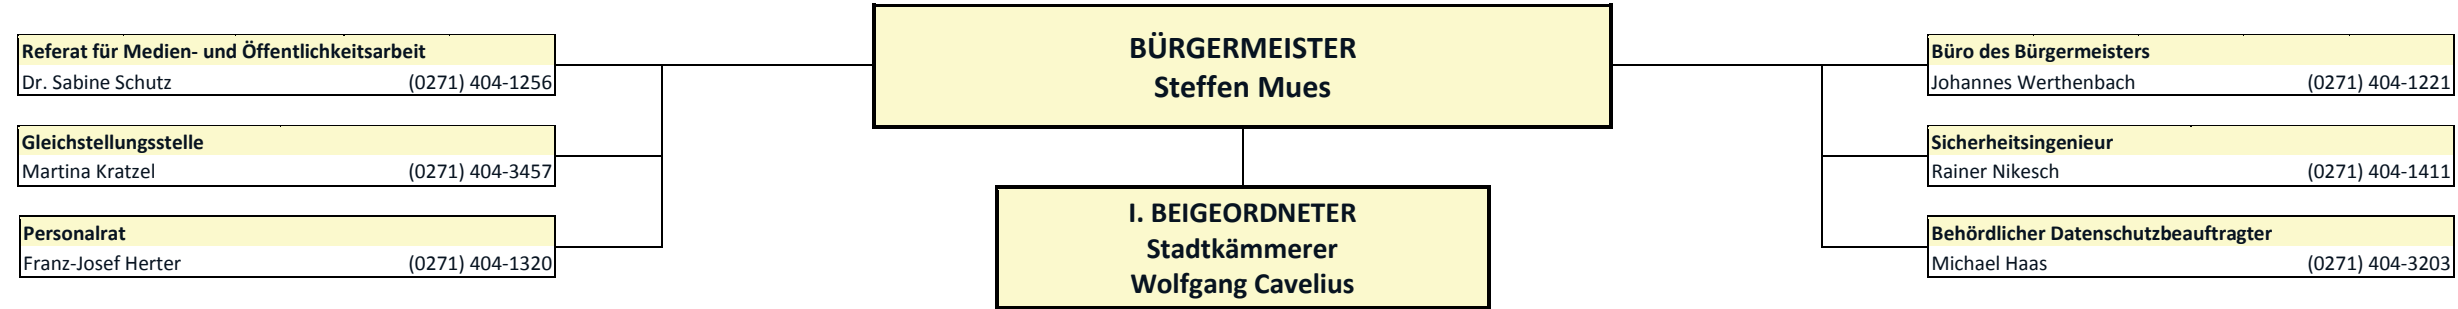 BÜRGERMEISTER
Steffen Mues
Referat für Medien- und Öffentlichkeitsarbeit
Dr. Sabine Schutz (0271) 404-1256
Gleichstellungsstelle
Martina Kratzel (0271) 404-3457
Personalrat
Franz-Josef Herter (0271) 404-1320
I. BEIGEORDNETER
Stadtkämmerer
Wolfgang Cavelius
Büro des Bürgermeisters
Johannes Werthenbach (0271) 404-1221
Sicherheitsingenieur
Rainer Nikesch (0271) 404-1411
Behördlicher Datenschutzbeauftragter
Michael Haas (0271) 404-3203